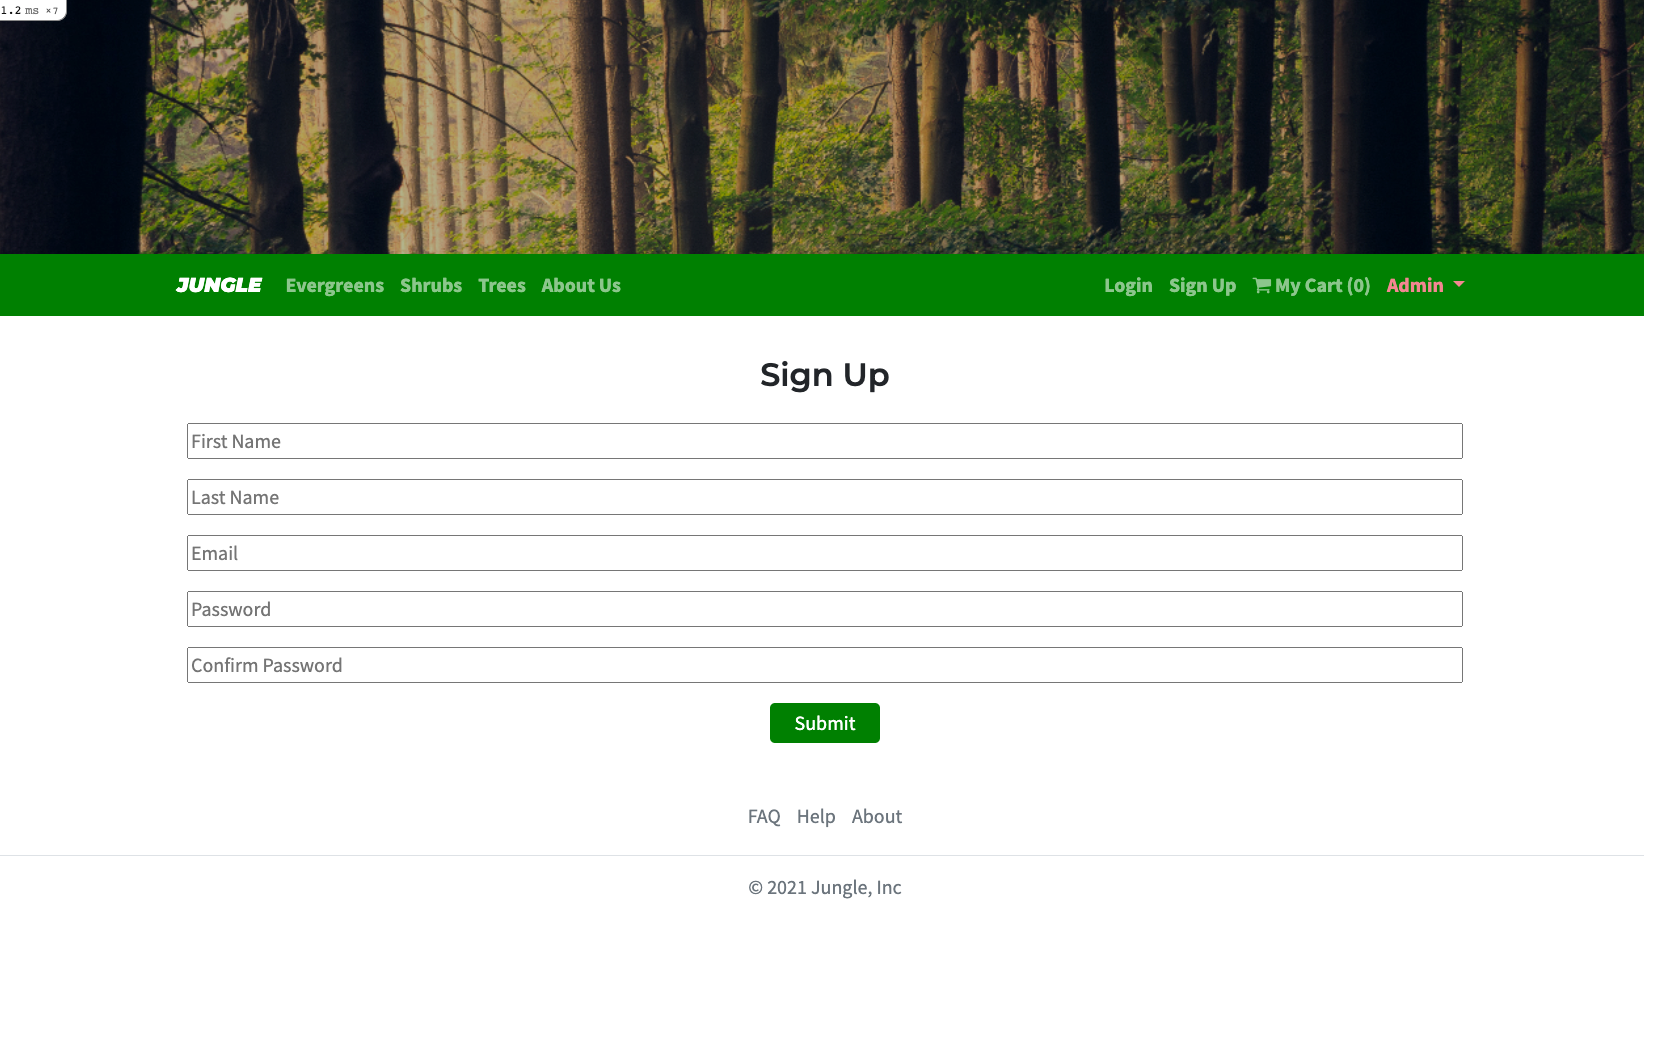 1.2 ms ×7
JUNGLE Evergreens Shrubs Trees About Us Login Sign Up My Cart (0) Admin
Sign Up
First Name
Last Name
Email
Password
Confirm Password
Submit
FAQ Help About
© 2021 Jungle, Inc